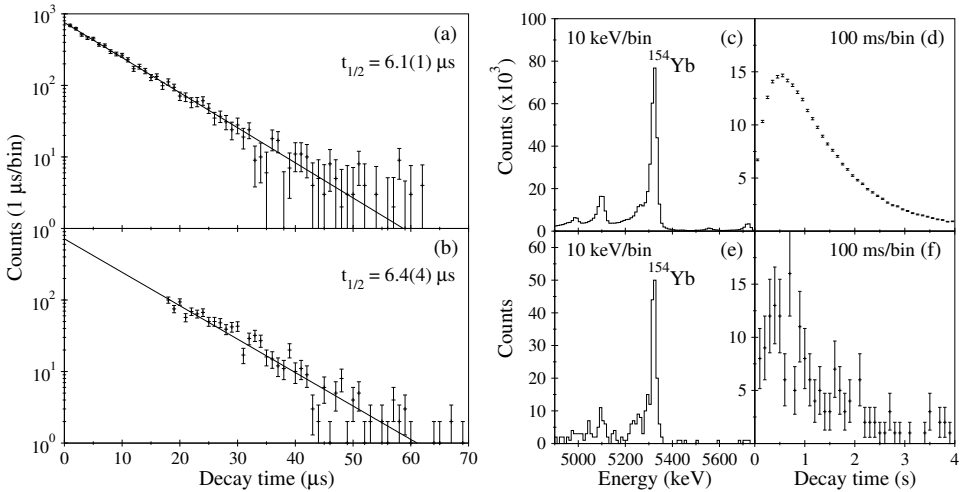 10³
(a)
t1/2 = 6.1(1) μs
10²
10¹
10⁰
Counts (1 μs/bin)
(b)
t1/2 = 6.4(4) μs
10²
10¹
10⁰
0 10 20 30 40 50 60 70
Decay time (μs)
100
10 keV/bin
(c)
¹⁵⁴Yb
80
60
40
20
0
Counts (x10³)
100 ms/bin (d)
15
10
5
10 keV/bin
(e)
¹⁵⁴Yb
60
50
40
30
20
10
0
Counts
5000 5200 5400 5600
Energy (keV)
100 ms/bin (f)
15
10
5
0 1 2 3 4
Decay time (s)